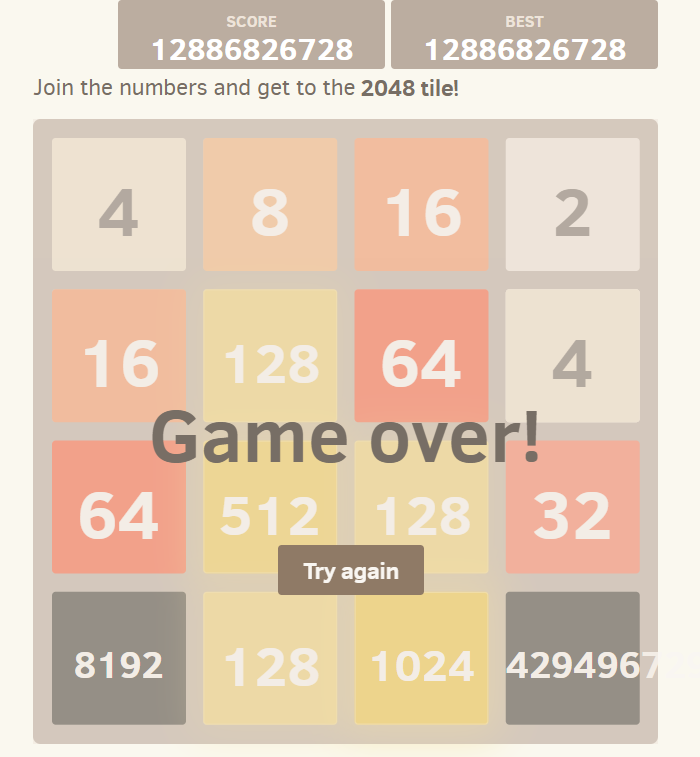 SCORE BEST
12886826728 12886826728
Join the numbers and get to the 2048 tile!
4 8 16 2
16 128 64 4
Game over!
64 512 128 32
Try again
8192 128 1024 429496